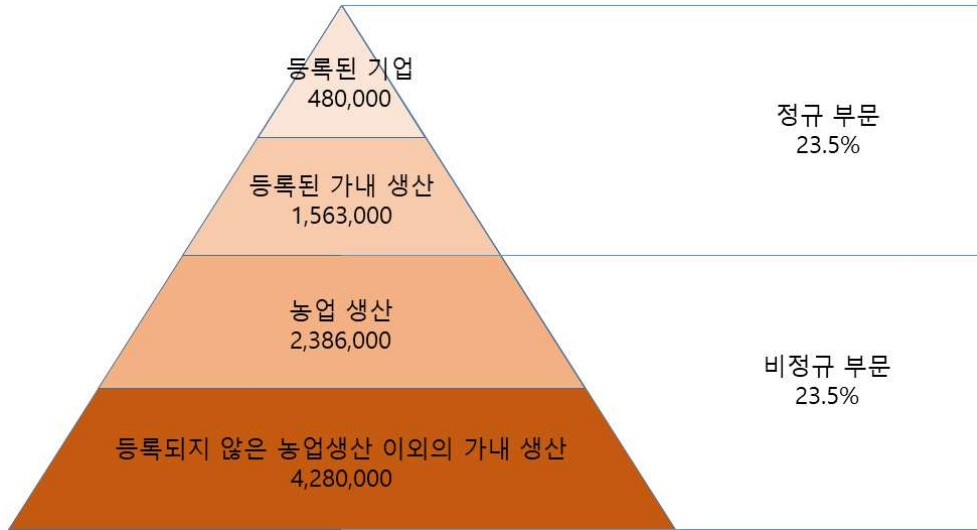 등록된 기업
480,000
등록된 가내 생산
1,563,000
농업 생산
2,386,000
등록되지 않은 농업생산 이외의 가내 생산
4,280,000
정규 부문
23.5%
비정규 부문
23.5%